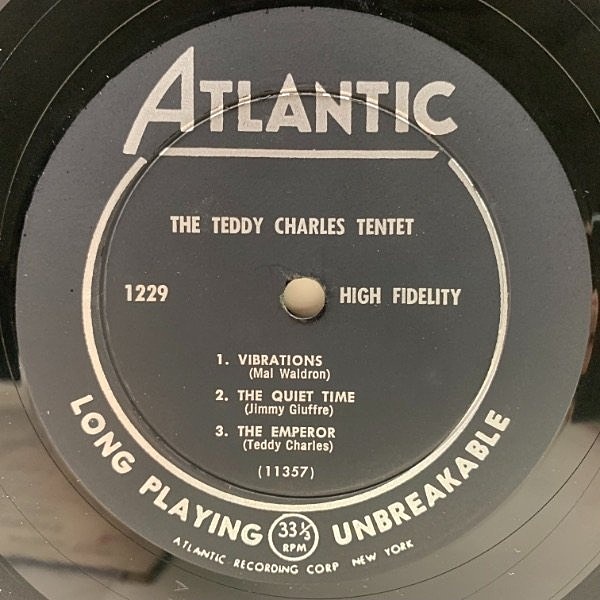 ATLANTIC
THE TEDDY CHARLES TENTET
1229
HIGH FIDELITY
1. VIBRATIONS
(Mal Waldron)
2. THE QUIET TIME
(Jimmy Giuffre)
3. THE EMPEROR
(Teddy Charles)
(11357)
LONG PLAYING 33⅓ RPM UNBREAKABLE
ATLANTIC RECORDING CORP NEW YORK